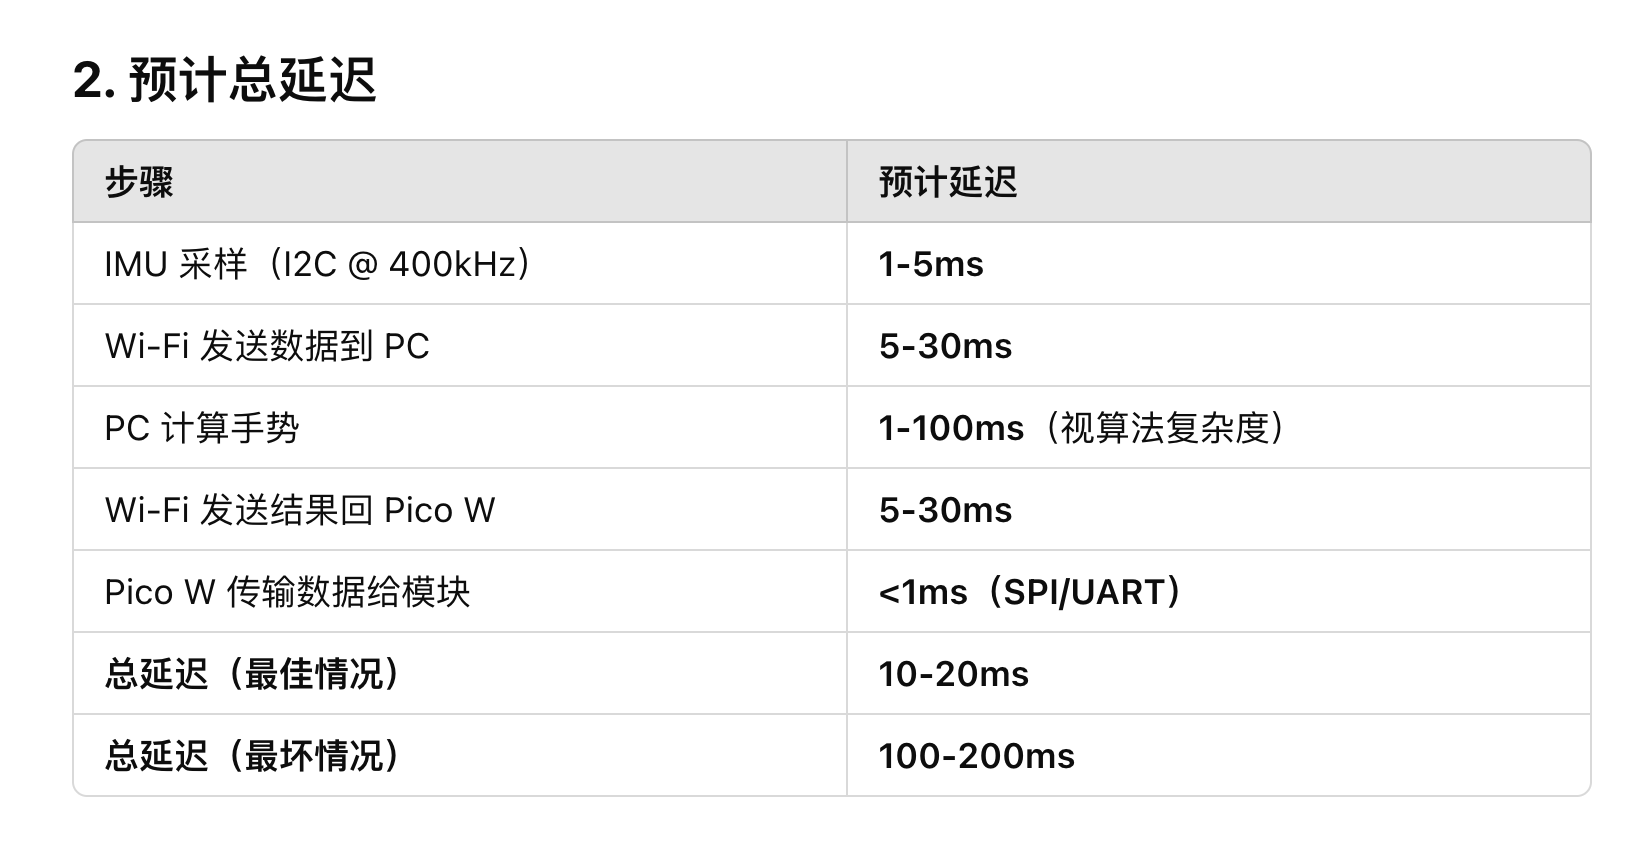 2. 预计总延迟
步骤 预计延迟
IMU 采样（I2C @ 400kHz） 1-5ms
Wi-Fi 发送数据到 PC 5-30ms
PC 计算手势 1-100ms（视算法复杂度）
Wi-Fi 发送结果回 Pico W 5-30ms
Pico W 传输数据给模块 <1ms（SPI/UART）
总延迟（最佳情况） 10-20ms
总延迟（最坏情况） 100-200ms